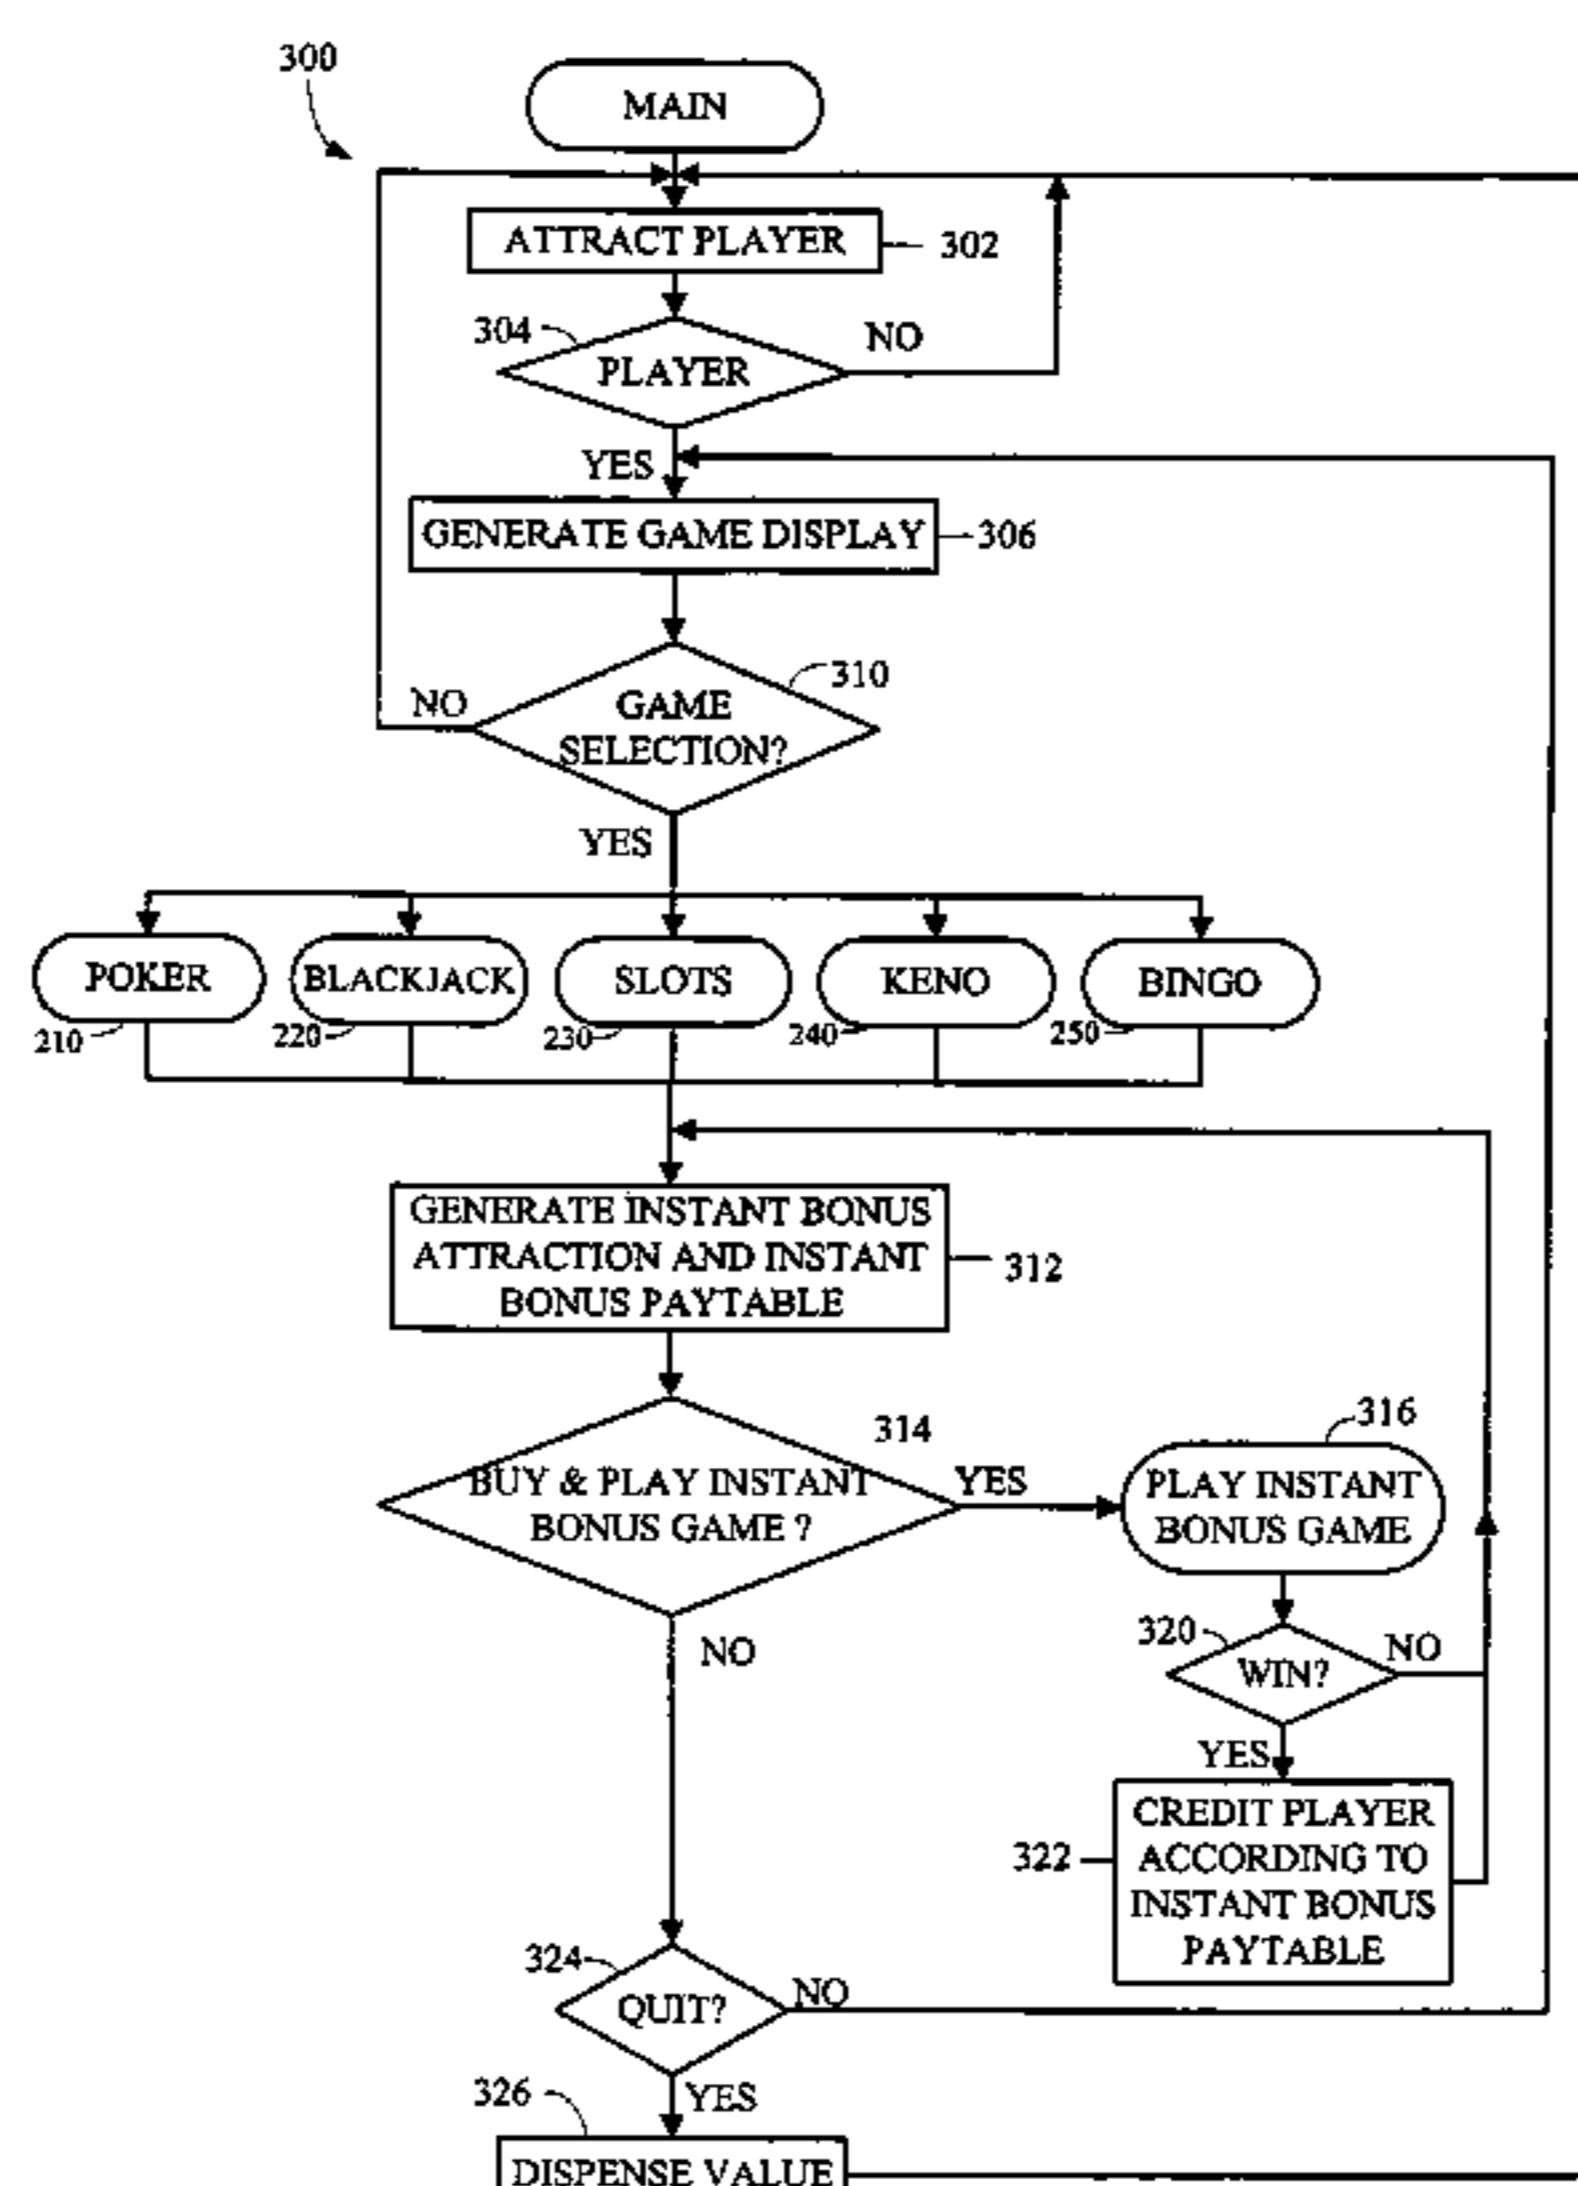 300
MAIN
ATTRACT PLAYER
302
304
PLAYER
NO
YES
GENERATE GAME DISPLAY
306
310
NO
GAME
SELECTION?
YES
POKER
BLACKJACK
SLOTS
KENO
BINGO
210
220
230
240
250
GENERATE INSTANT BONUS
ATTRACTION AND INSTANT
BONUS PAYTABLE
312
314
BUY & PLAY INSTANT
BONUS GAME ?
YES
316
PLAY INSTANT
BONUS GAME
NO
320
WIN?
NO
YES
322
CREDIT PLAYER
ACCORDING TO
INSTANT BONUS
PAYTABLE
324
QUIT?
NO
YES
326
DISPENSE VALUE